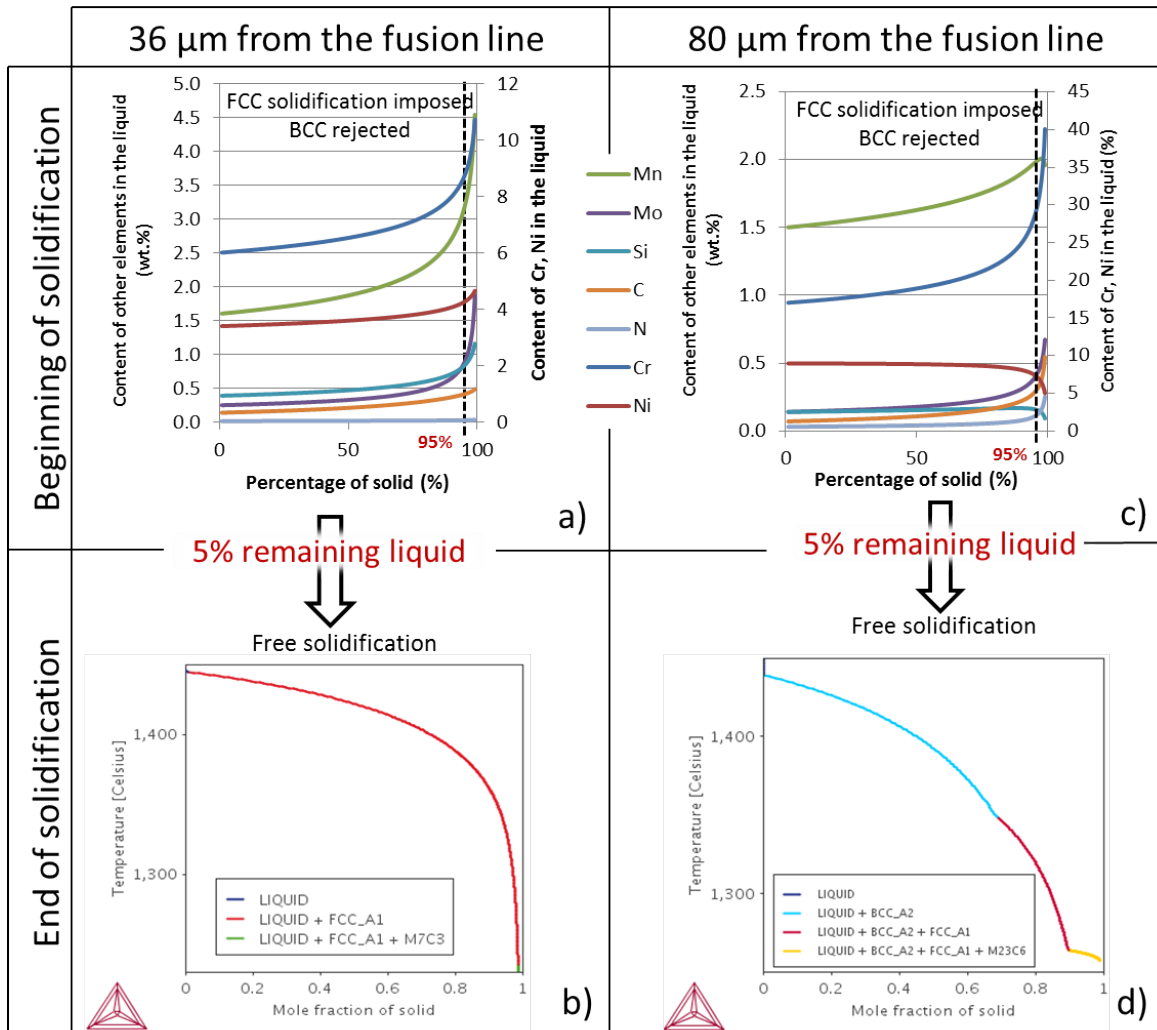 36 µm from the fusion line
80 µm from the fusion line
Beginning of solidification
Content of other elements in the liquid
(wt.%)
5.0
4.5
4.0
3.5
3.0
2.5
2.0
1.5
1.0
0.5
0.0
FCC solidification imposed
BCC rejected
12
10
8
6
4
2
0
Content of Cr, Ni in the liquid
0
50
95%
100
Percentage of solid (%)
a)
Mn
Mo
Si
C
N
Cr
Ni
Content of other elements in the liquid
(wt.%)
2.5
2.0
1.5
1.0
0.5
0.0
FCC solidification imposed
BCC rejected
45
40
35
30
25
20
15
10
5
0
Content of Cr, Ni in the liquid (%)
0
50
95%
100
Percentage of solid (%)
c)
5% remaining liquid
5% remaining liquid
End of solidification
Free solidification
Temperature [Celsius]
1,400
1,300
LIQUID
LIQUID + FCC_A1
LIQUID + FCC_A1 + M7C3
0
0.2
0.4
0.6
0.8
1
Mole fraction of solid
b)
Free solidification
Temperature [Celsius]
1,400
1,300
LIQUID
LIQUID + BCC_A2
LIQUID + BCC_A2 + FCC_A1
LIQUID + BCC_A2 + FCC_A1 + M23C6
0
0.2
0.4
0.6
0.8
1
Mole fraction of solid
d)